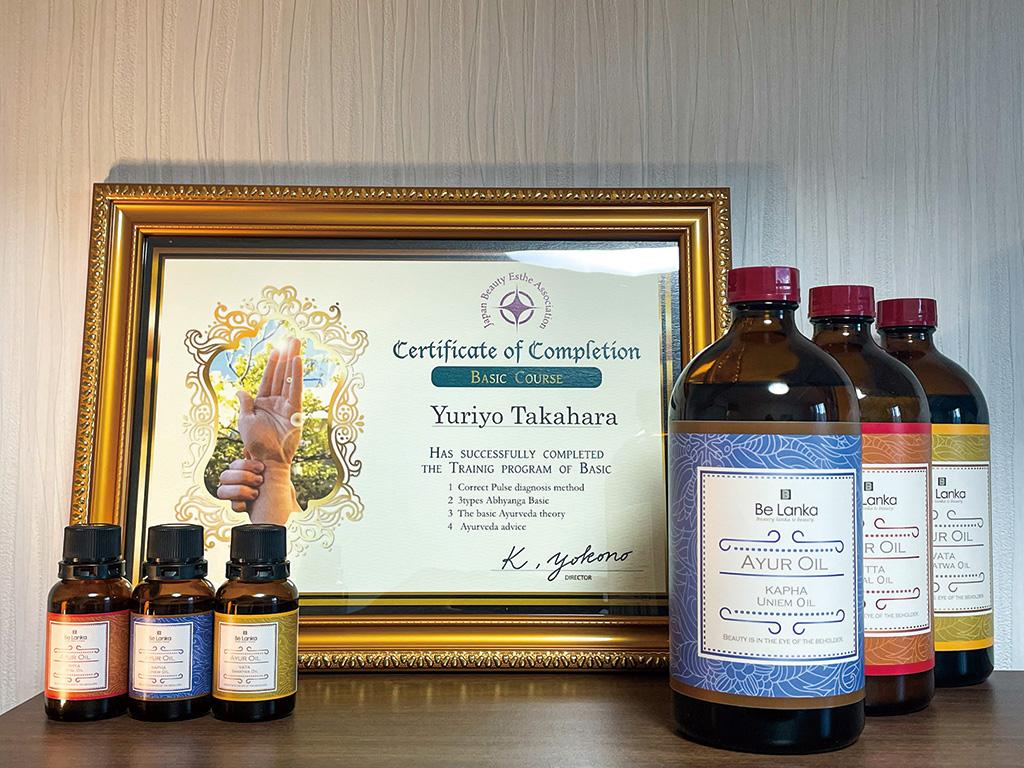 Japan Beauty Esthe Association
Certificate of Completion
BASIC COURSE
Yuriyo Takahara
HAS SUCCESSFULLY COMPLETED
THE TRAINIG PROGRAM OF BASIC
1 Correct Pulse diagnosis method
2 3types Abhyanga Basic
3 The basic Ayurveda theory
4 Ayurveda advice
K. Yokono
DIRECTOR
Be Lanka
AYUR OIL
Be Lanka
AYUR OIL
KAPHA
Be Lanka
AYUR OIL
VATA
Be Lanka
AYUR OIL
KAPHA
UNIEM OIL
BEAUTY IS IN THE EYE OF THE BEHOLDER.
Lanka
R OIL
TTA
AL OIL
EYE OF THE BEHOLDER.
Lanka
UR OIL
VATA
ATWA OIL
EYE OF THE BEHOLDER.